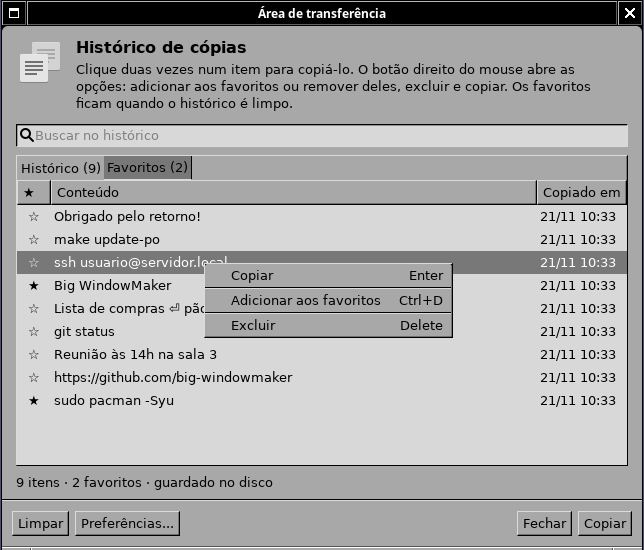 Área de transferência
Histórico de cópias
Clique duas vezes num item para copiá-lo. O botão direito do mouse abre as
opções: adicionar aos favoritos ou remover deles, excluir e copiar. Os favoritos
ficam quando o histórico é limpo.
Buscar no histórico
Histórico (9) Favoritos (2)
★ Conteúdo Copiado em
☆ Obrigado pelo retorno! 21/11 10:33
☆ make update-po 21/11 10:33
☆ ssh usuario@servidor.local 21/11 10:33
Copiar Enter
★ Big WindowMaker 21/11 10:33
Adicionar aos favoritos Ctrl+D
☆ Lista de compras ⏎ 21/11 10:33
Excluir Delete
☆ git status 21/11 10:33
☆ Reunião às 14h na sala 3 21/11 10:33
☆ https://github.com/big-windowmaker 21/11 10:33
★ sudo pacman -Syu 21/11 10:33
9 itens · 2 favoritos · guardado no disco
Limpar Preferências... Fechar Copiar